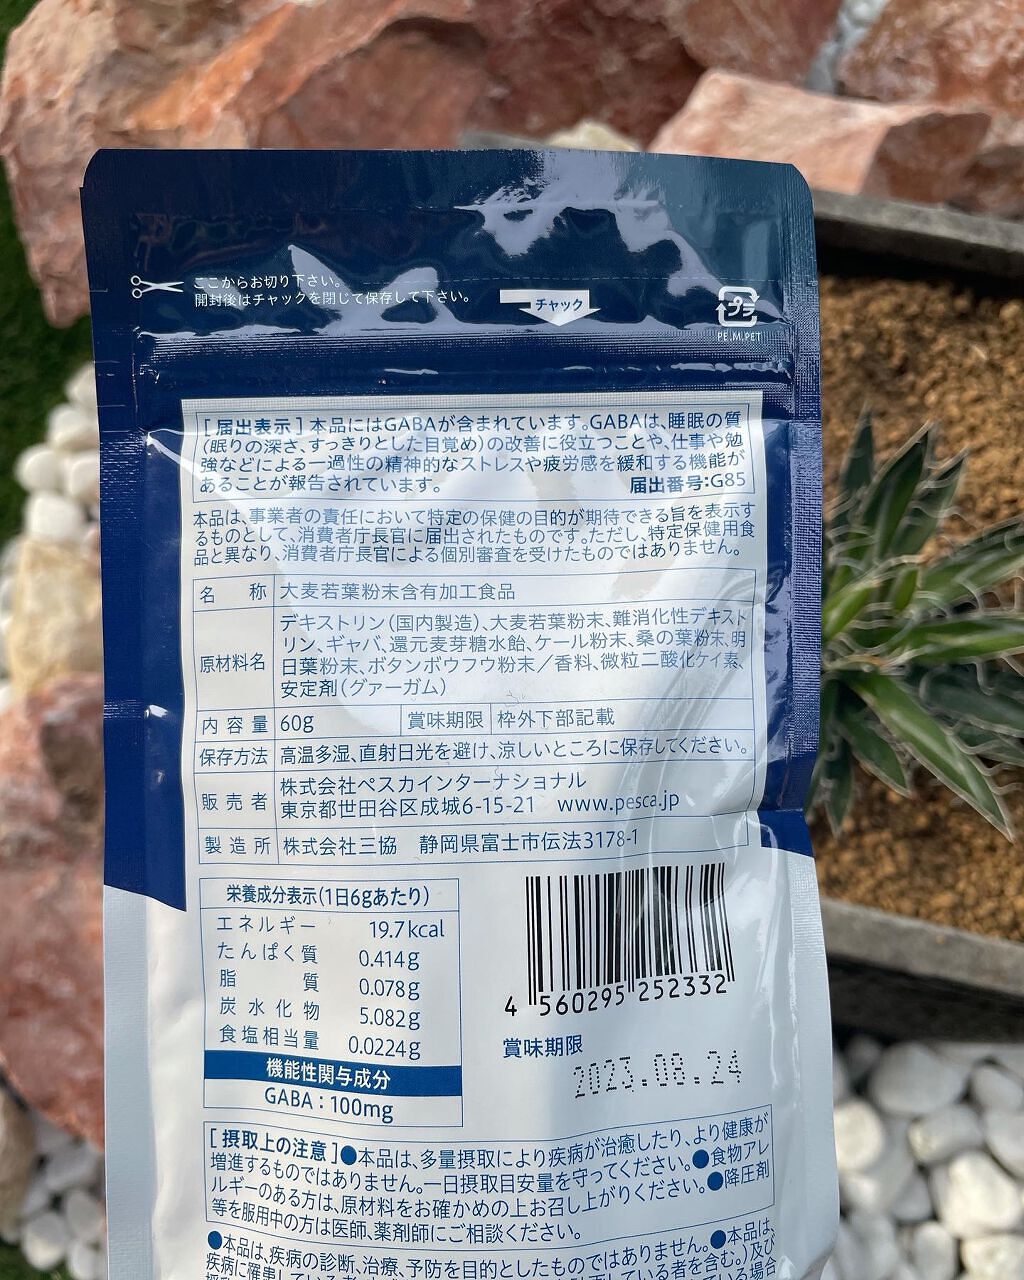 ここからお切り下さい。
開封後はチャックを閉じて保存して下さい。
チャック
プラ
PE.M.PET
[ 届出表示 ] 本品にはGABAが含まれています。GABAは、睡眠の質
(眠りの深さ、すっきりとした目覚め)の改善に役立つことや、仕事や勉
強などによる一過性の精神的なストレスや疲労感を緩和する機能が
あることが報告されています。 届出番号:G85
本品は、事業者の責任において特定の保健の目的が期待できる旨を表示す
るものとして、消費者庁長官に届出されたものです。ただし、特定保健用食
品と異なり、消費者庁長官による個別審査を受けたものではありません。
名 称 大麦若葉粉末含有加工食品
原材料名 デキストリン(国内製造)、大麦若葉粉末、難消化性デキスト
リン、ギャバ、還元麦芽糖水飴、ケール粉末、桑の葉粉末、明
日葉粉末、ボタンボウフウ粉末/香料、微粒二酸化ケイ素、
安定剤(グァーガム)
内容量 60g 賞味期限 枠外下部記載
保存方法 高温多湿、直射日光を避け、涼しいところに保存してください。
販売者 株式会社ペスカインターナショナル
東京都世田谷区成城6-15-21 www.pesca.jp
製造所 株式会社三協 静岡県富士市伝法3178-1
栄養成分表示(1日6gあたり)
エネルギー 19.7kcal
たんぱく質 0.414g
脂 質 0.078g
炭水化物 5.082g
食塩相当量 0.0224g
機能性関与成分
GABA:100mg
4 560295 252332
賞味期限
2023.08.24
[ 摂取上の注意 ]●本品は、多量摂取により疾病が治癒したり、より健康が
増進するものではありません。一日摂取目安量を守ってください。●食物アレ
ルギーのある方は、原材料をお確かめの上お召し上がりください。●降圧剤
等を服用中の方は医師、薬剤師にご相談ください。
●本品は、疾病の診断、治療、予防を目的としたものではありません。●本品は、
疾病に罹患している者、 している者を含む。)及び